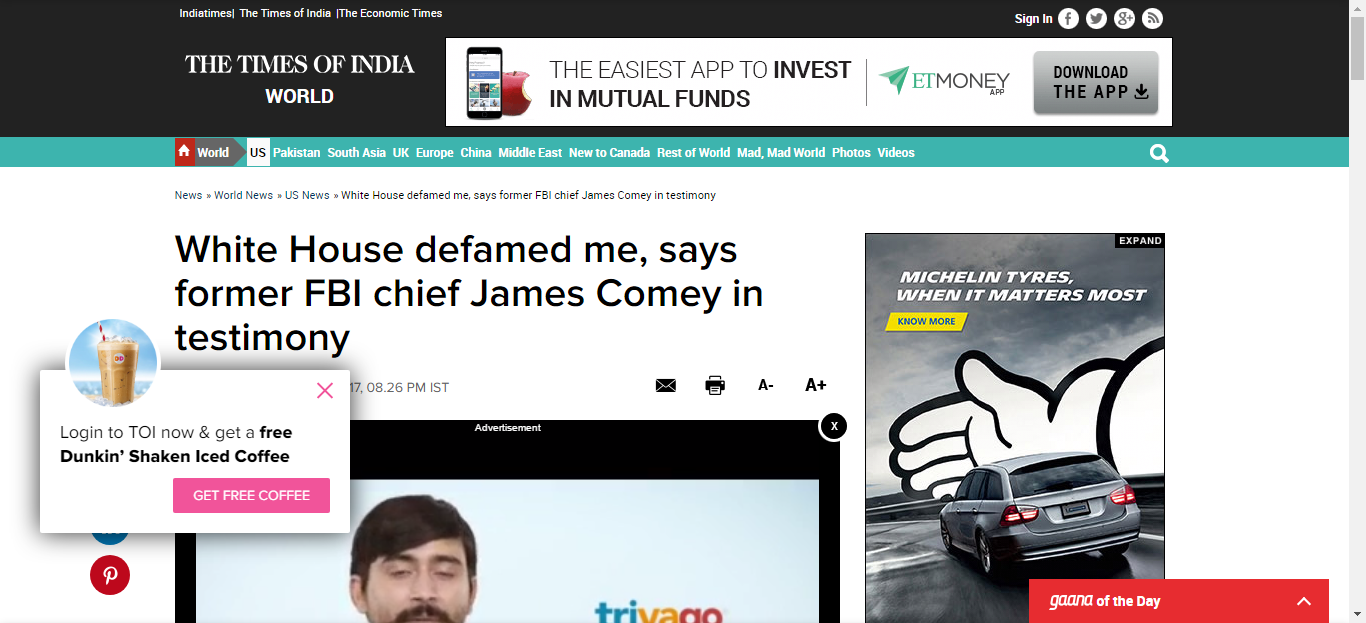 Indiatimes| The Times of India |The Economic Times
Sign In
THE TIMES OF INDIA
WORLD
THE EASIEST APP TO INVEST
IN MUTUAL FUNDS
ETMONEY
APP
DOWNLOAD
THE APP
World US Pakistan South Asia UK Europe China Middle East New to Canada Rest of World Mad, Mad World Photos Videos
News » World News » US News » White House defamed me, says former FBI chief James Comey in testimony
White House defamed me, says
former FBI chief James Comey in
testimony
17, 08.26 PM IST
A- A+
Login to TOI now & get a free
Dunkin' Shaken Iced Coffee
GET FREE COFFEE
Advertisement
X
trivago
EXPAND
MICHELIN TYRES,
WHEN IT MATTERS MOST
KNOW MORE
gaana of the Day